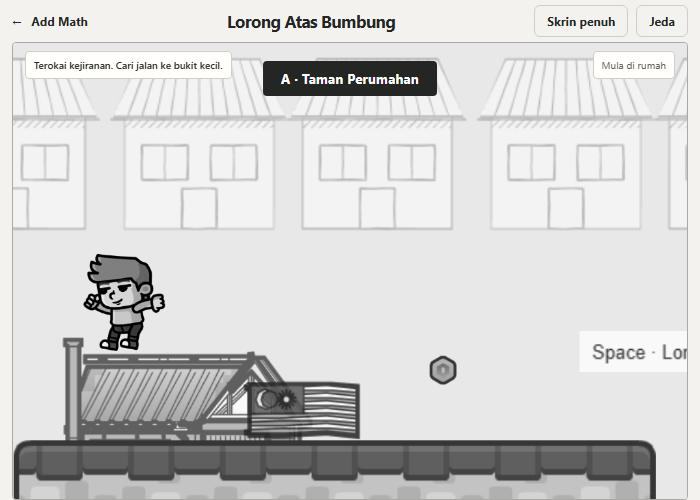 ← Add Math
Lorong Atas Bumbung
Skrin penuh
Jeda
Terokai kejiranan. Cari jalan ke bukit kecil.
A · Taman Perumahan
Mula di rumah
Space · Lor